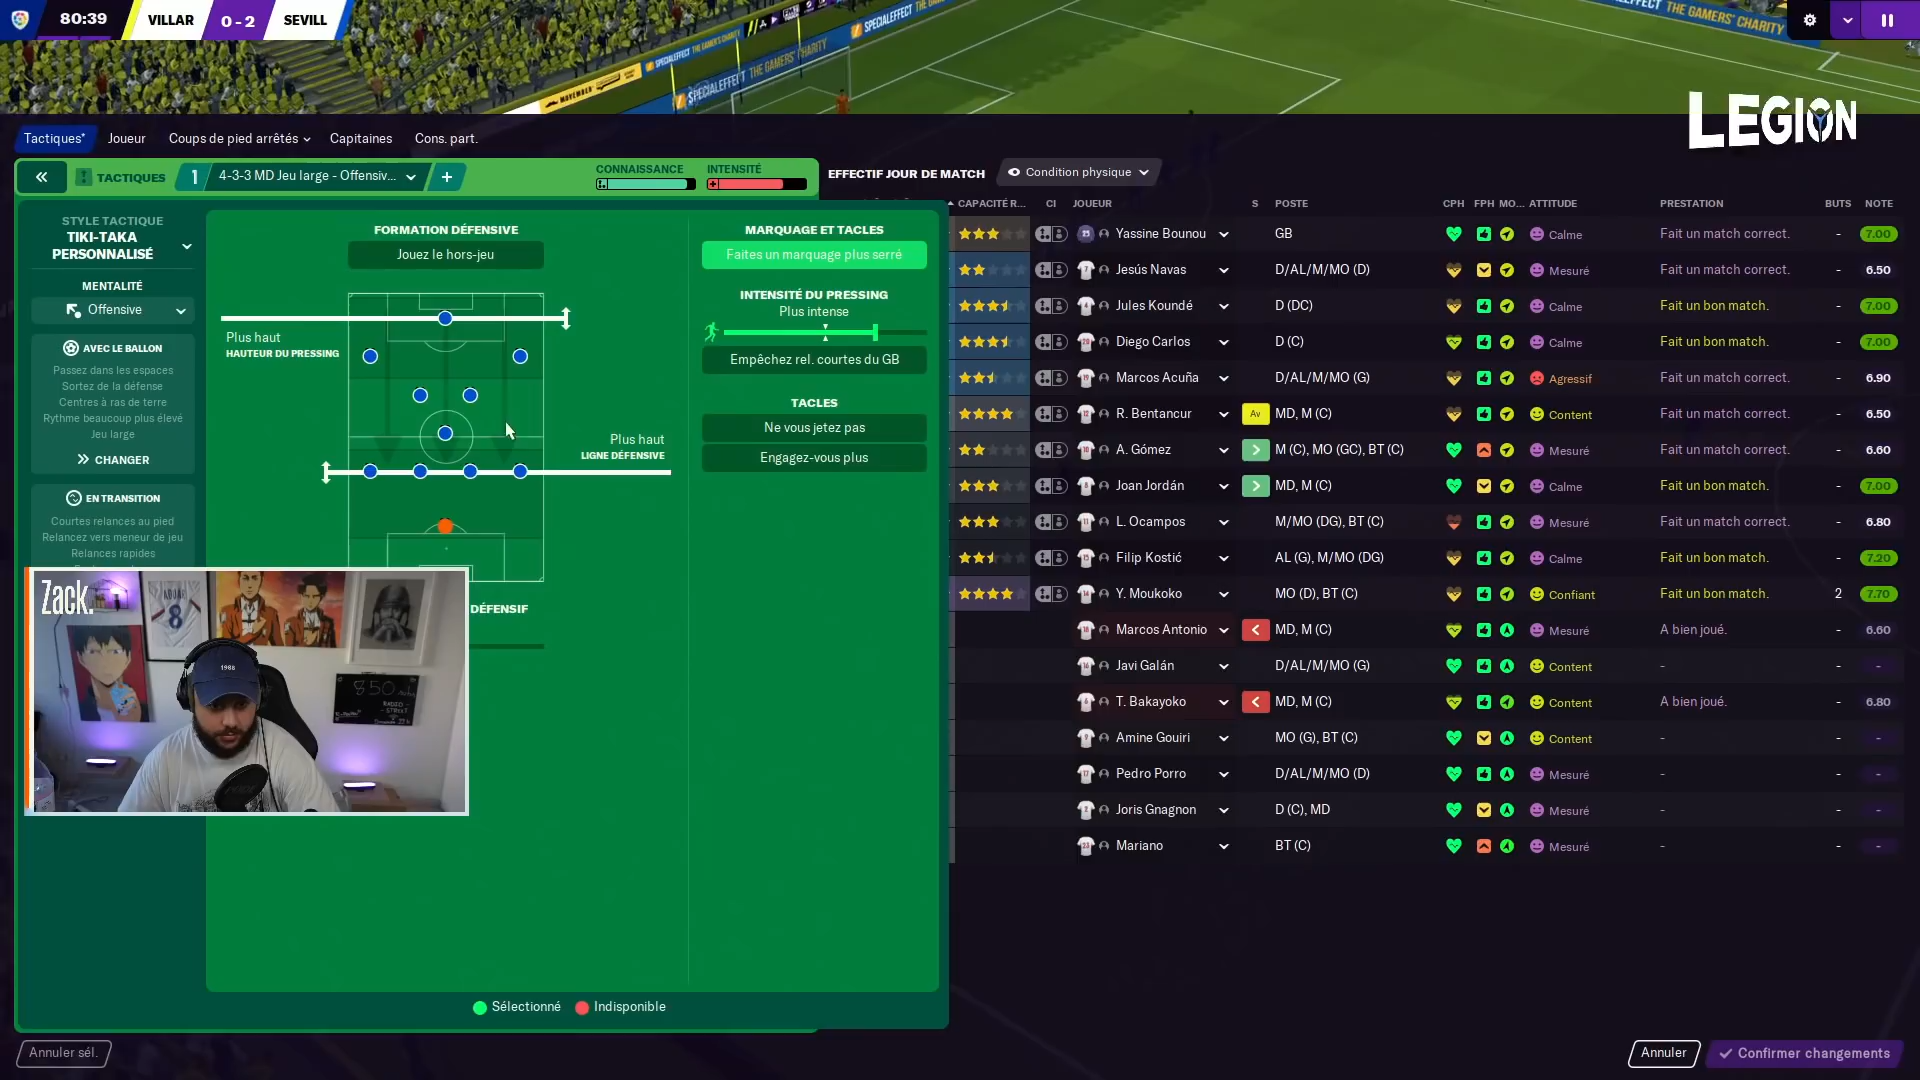 80:39 VILLAR 0 - 2 SEVILL
SPECIALEFFECT THE GAMERS' CHARITY
SPECIALEFFECT THE GAMERS' CHARITY
MOVEMBER
SPECIALEFFECT THE GAMERS' CHARITY
LEGION
Tactiques* Joueur Coups de pied arrêtés Capitaines Cons. part.
TACTIQUES 1 4-3-3 MD Jeu large - Offensiv... + CONNAISSANCE INTENSITÉ
EFFECTIF JOUR DE MATCH Condition physique
STYLE TACTIQUE
TIKI-TAKA
PERSONNALISÉ
MENTALITÉ
Offensive
AVEC LE BALLON
Passez dans les espaces
Sortez de la défense
Centres à ras de terre
Rythme beaucoup plus élevé
Jeu large
CHANGER
EN TRANSITION
Courtes relances au pied
Relancez vers meneur de jeu
Relances rapides
FORMATION DÉFENSIVE
Jouez le hors-jeu
Plus haut
HAUTEUR DU PRESSING
Plus haut
LIGNE DÉFENSIVE
DÉFENSIF
MARQUAGE ET TACLES
Faites un marquage plus serré
INTENSITÉ DU PRESSING
Plus intense
Empêchez rel. courtes du GB
TACLES
Ne vous jetez pas
Engagez-vous plus
Zack.
1988
Sélectionné Indisponible
CAPACITÉ R... CI JOUEUR S POSTE CPH FPH MO... ATTITUDE PRESTATION BUTS NOTE
Yassine Bounou GB Calme Fait un match correct. - 7.00
Jesús Navas D/AL/M/MO (D) Mesuré Fait un match correct. - 6.50
Jules Koundé D (DC) Calme Fait un bon match. - 7.00
Diego Carlos D (C) Calme Fait un bon match. - 7.00
Marcos Acuña D/AL/M/MO (G) Agressif Fait un match correct. - 6.90
R. Bentancur Av MD, M (C) Content Fait un match correct. - 6.50
A. Gómez M (C), MO (GC), BT (C) Mesuré Fait un match correct. - 6.60
Joan Jordán MD, M (C) Calme Fait un bon match. - 7.00
L. Ocampos M/MO (DG), BT (C) Mesuré Fait un match correct. - 6.80
Filip Kostić AL (G), M/MO (DG) Calme Fait un bon match. - 7.20
Y. Moukoko MO (D), BT (C) Confiant Fait un bon match. 2 7.70
Marcos Antonio MD, M (C) Mesuré A bien joué. - 6.60
Javi Galán D/AL/M/MO (G) Content - - -
T. Bakayoko MD, M (C) Content A bien joué. - 6.80
Amine Gouiri MO (G), BT (C) Content - - -
Pedro Porro D/AL/M/MO (D) Mesuré - - -
Joris Gnagnon D (C), MD Mesuré - - -
Mariano BT (C) Mesuré - - -
Annuler sél. Annuler Confirmer changements